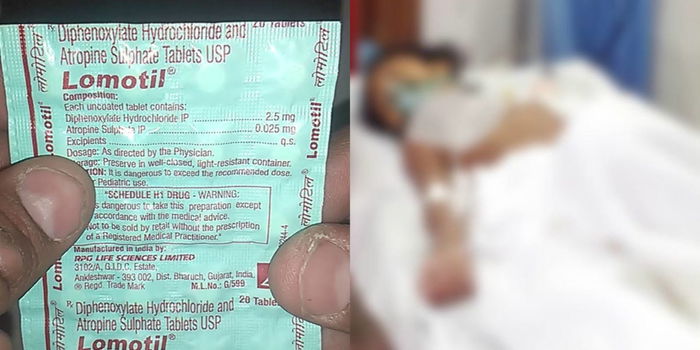 20 Tablets
Diphenoxylate Hydrochloride and
Atropine Sulphate Tablets USP
Lomotil®
Composition:
Each uncoated tablet contains:
Diphenoxylate Hydrochloride IP ........ 2.5 mg
Atropine Sulphate IP ........ 0.025 mg
Excipients ........ q.s.
Dosage: As directed by the Physician.
Preserve in well-closed, light-resistant container.
It is dangerous to exceed the recommended dose.
Pediatric use.
"SCHEDULE H1 DRUG - WARNING:
dangerous to take this preparation except
accordance with the medical advice.
Not to be sold by retail without the prescription
of a Registered Medical Practitioner."
Manufactured in India by:
RPG LIFE SCIENCES LIMITED
3102/A, G.I.D.C. Estate,
Ankleshwar - 393 002, Dist. Bharuch, Gujarat, India.
® Regd. Trade Mark M.L.No.: G/599
Diphenoxylate Hydrochloride and 20 Table
Atropine Sulphate Tablets USP
Lomotil®
लोमोटिल
Lomotil®
लोमोटिल
Lomotil®
लोमोटिल